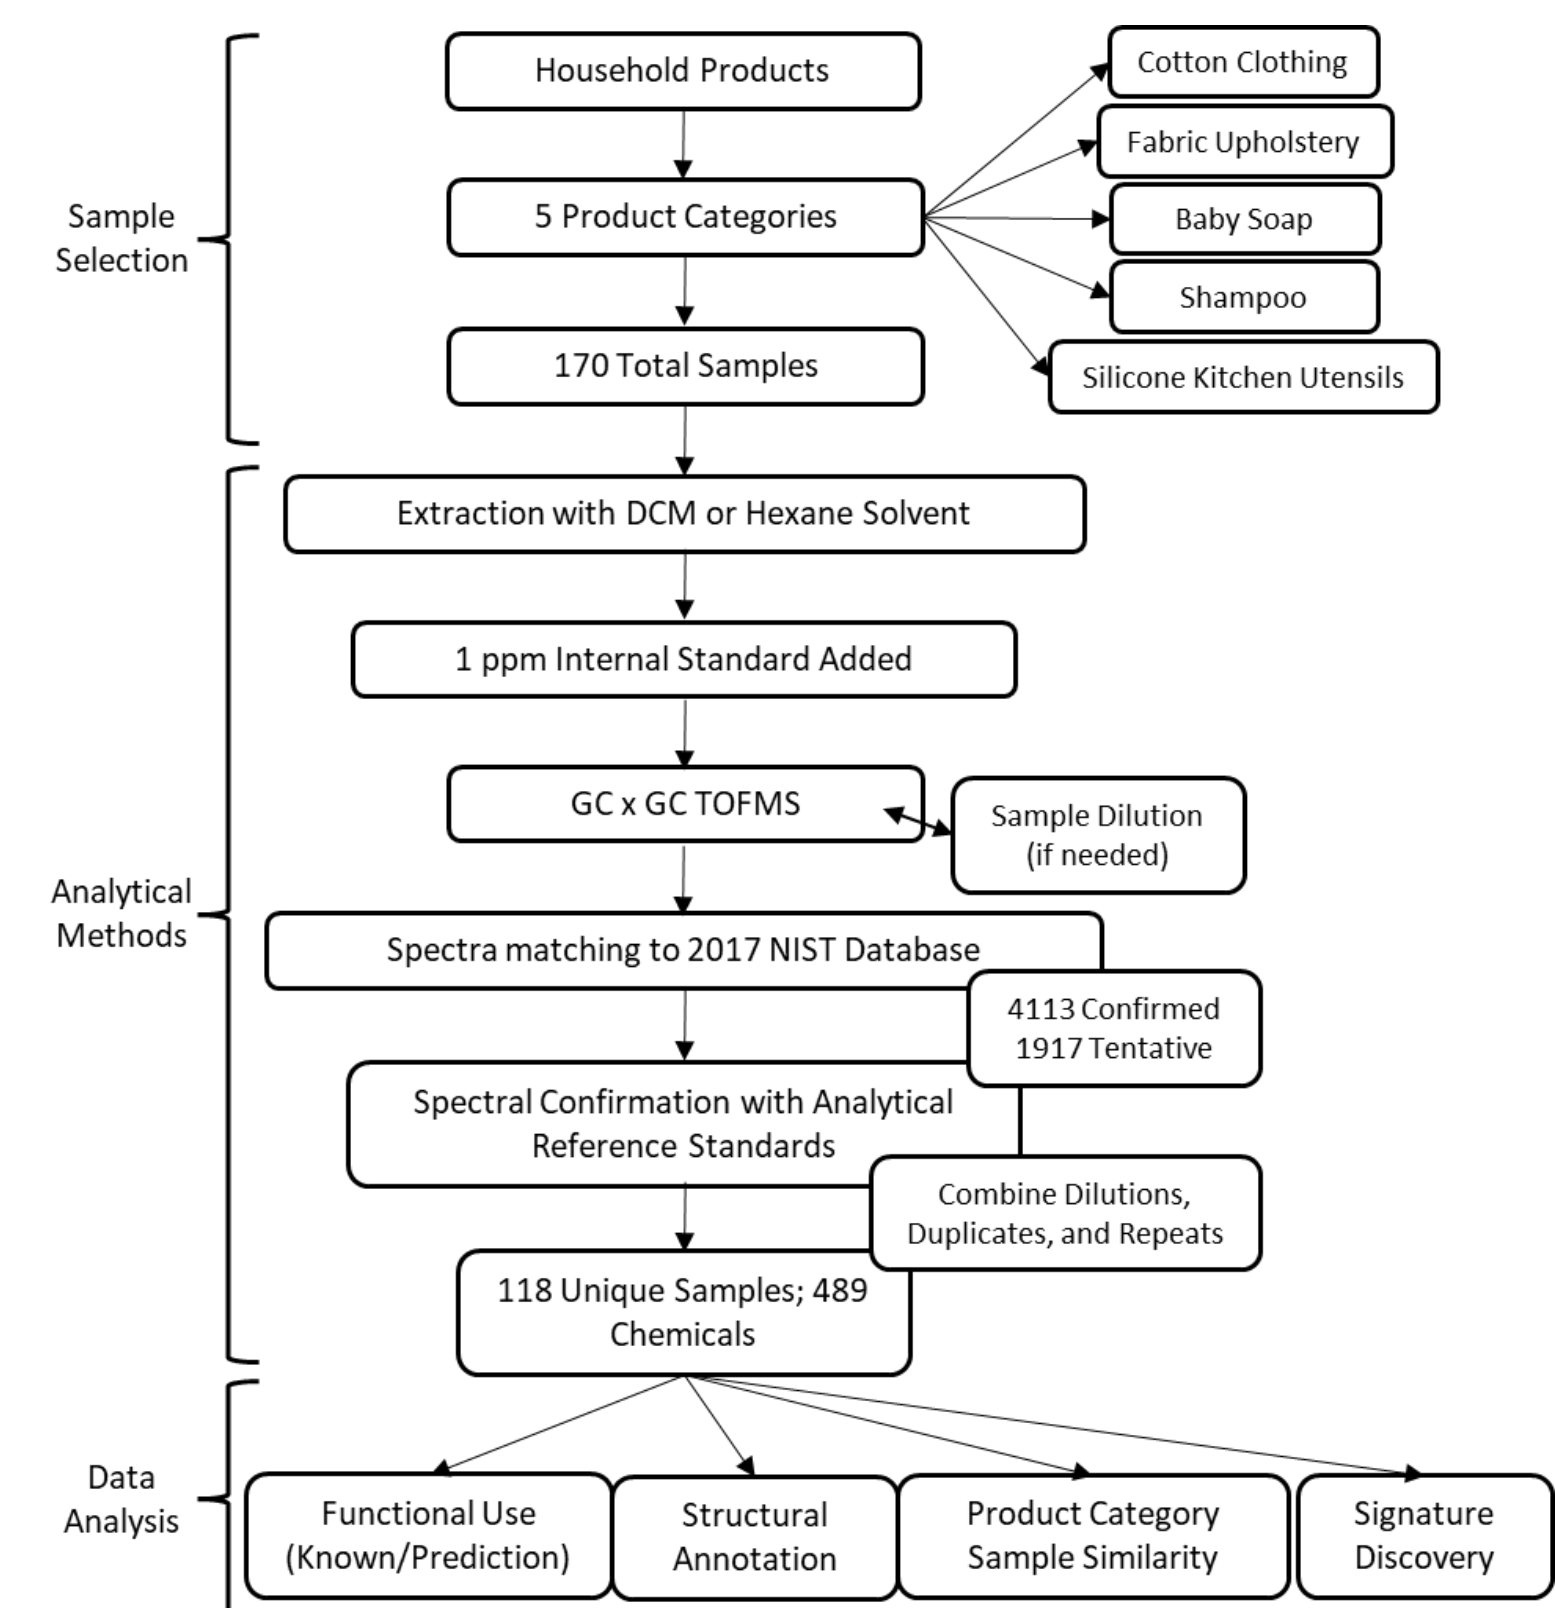 Sample
Selection
Household Products
5 Product Categories
Cotton Clothing
Fabric Upholstery
Baby Soap
Shampoo
Silicone Kitchen Utensils
170 Total Samples
Analytical
Methods
Extraction with DCM or Hexane Solvent
1 ppm Internal Standard Added
GC x GC TOFMS
Sample Dilution
(if needed)
Spectra matching to 2017 NIST Database
4113 Confirmed
1917 Tentative
Spectral Confirmation with Analytical
Reference Standards
Combine Dilutions,
Duplicates, and Repeats
118 Unique Samples; 489
Chemicals
Data
Analysis
Functional Use
(Known/Prediction)
Structural
Annotation
Product Category
Sample Similarity
Signature
Discovery